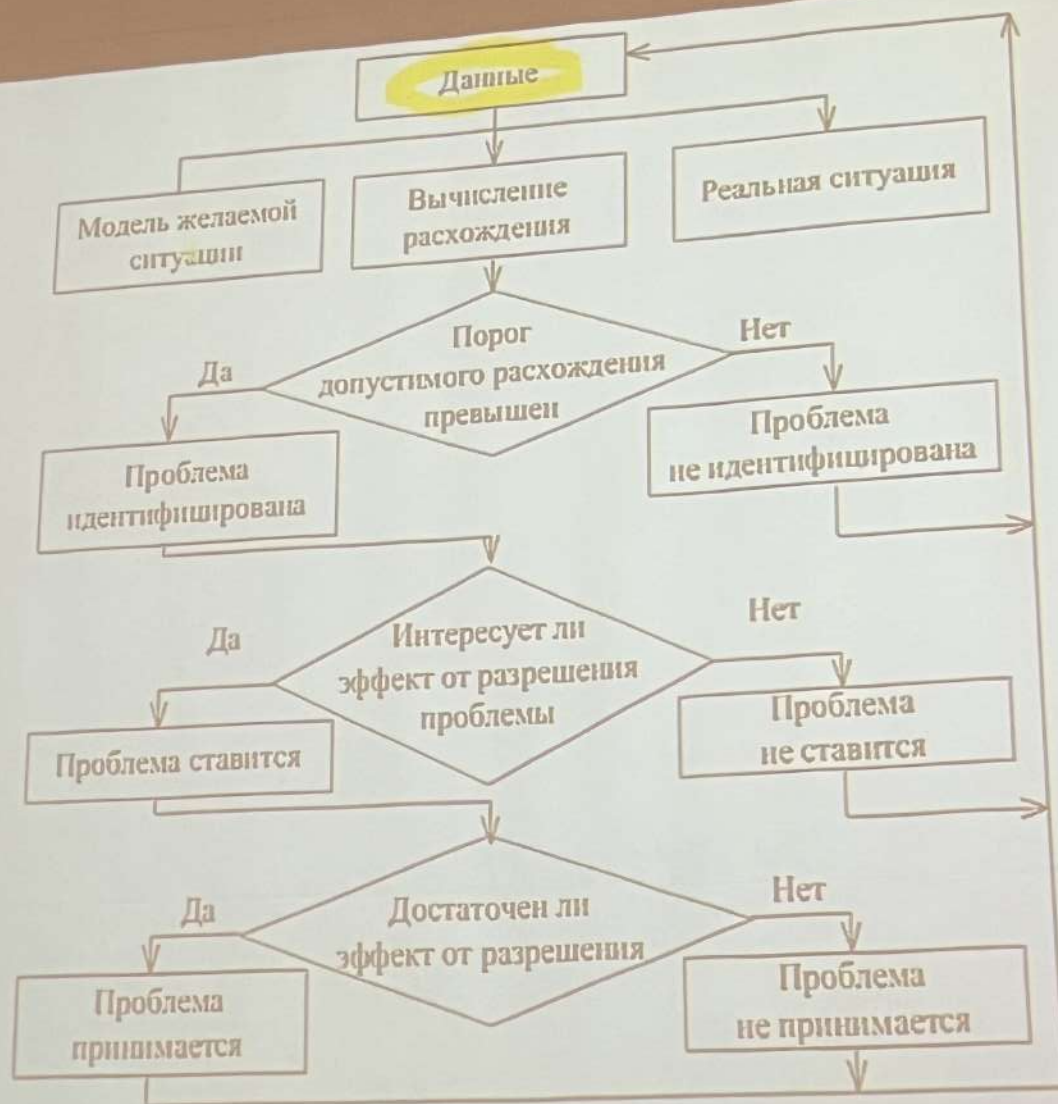 Данные
Модель желаемой
ситуации
Вычисление
расхождения
Реальная ситуация
Порог
допустимого расхождения
превышен
Да
Нет
Проблема
идентифицирована
Проблема
не идентифицирована
Интересует ли
эффект от разрешения
проблемы
Да
Нет
Проблема ставится
Проблема
не ставится
Достаточен ли
эффект от разрешения
Да
Нет
Проблема
принимается
Проблема
не принимается